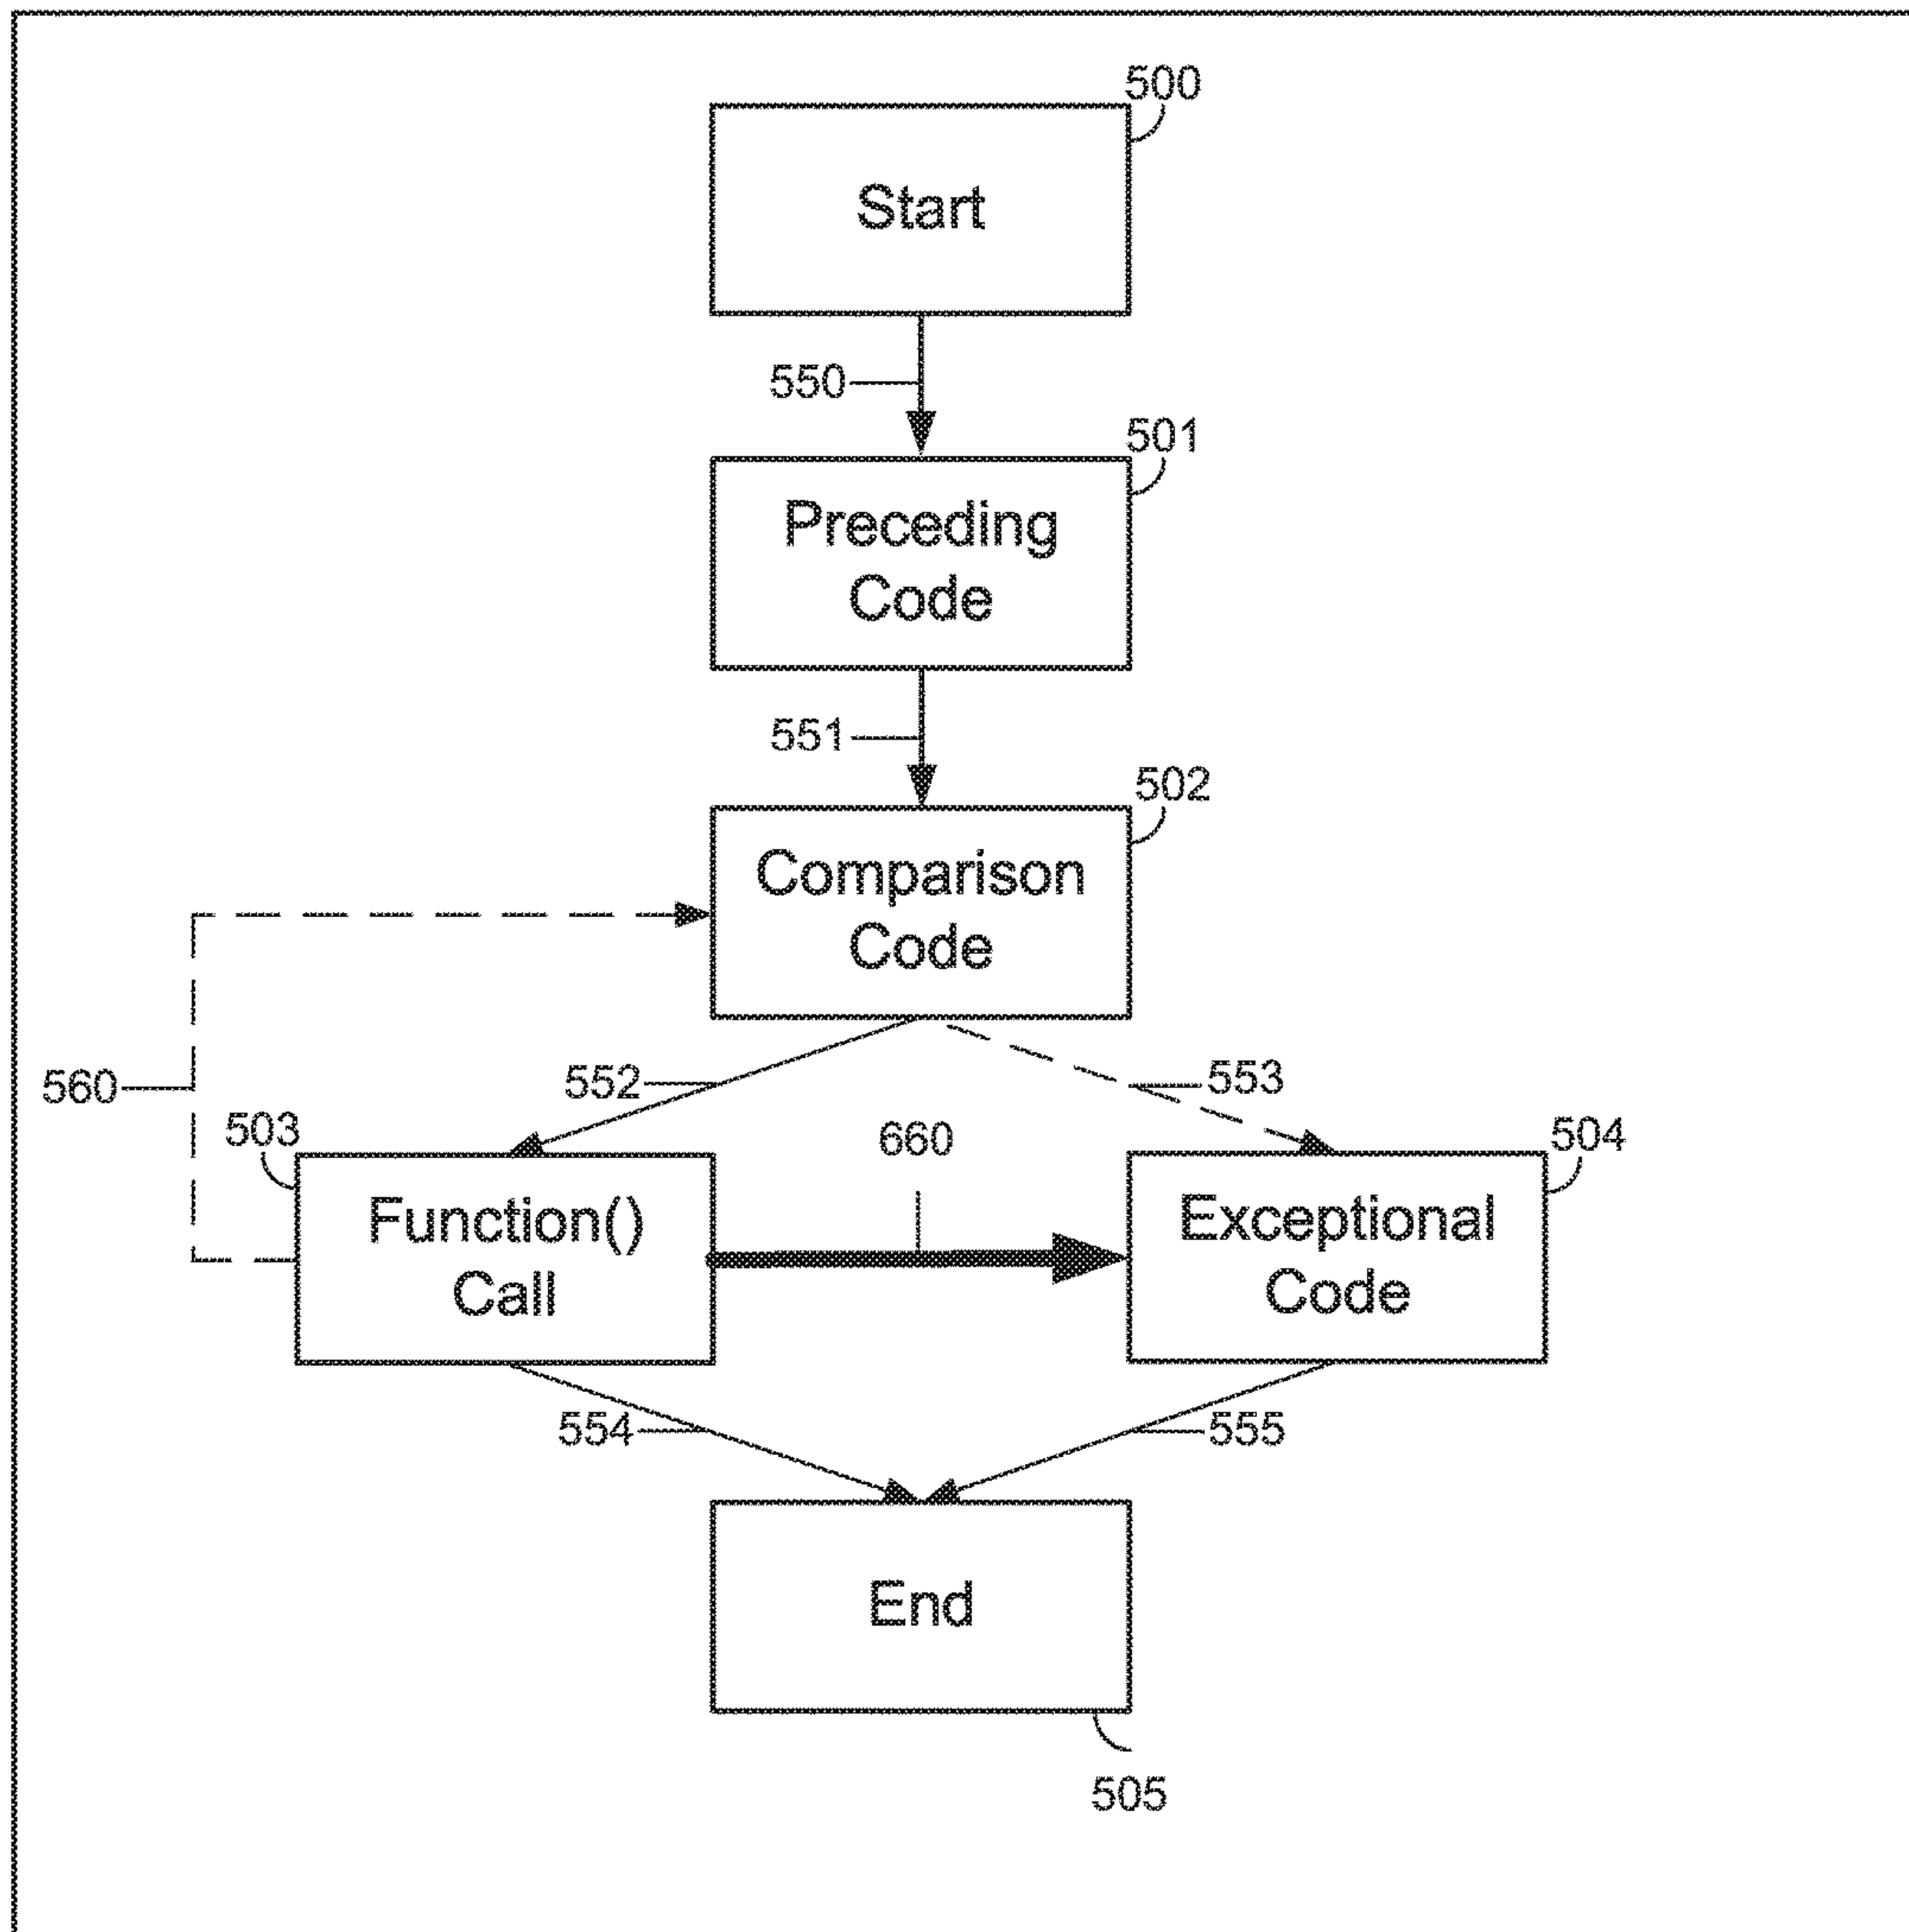 500
Start
550
501
Preceding
Code
551
502
Comparison
Code
560
552
553
503
660
504
Function()
Call
Exceptional
Code
554
555
End
505